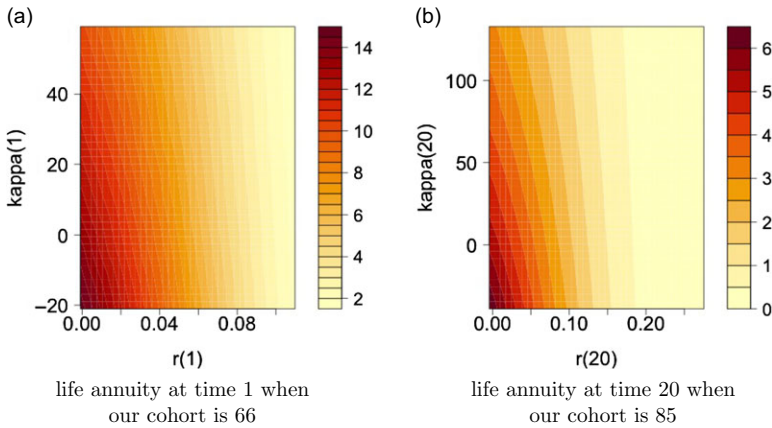 (a)
(b)
kappa(1)
40
20
0
−20
0.00
0.04
0.08
r(1)
14
12
10
8
6
4
2
kappa(20)
100
50
0
0.00
0.10
0.20
r(20)
6
5
4
3
2
1
0
life annuity at time 1 when
our cohort is 66
life annuity at time 20 when
our cohort is 85